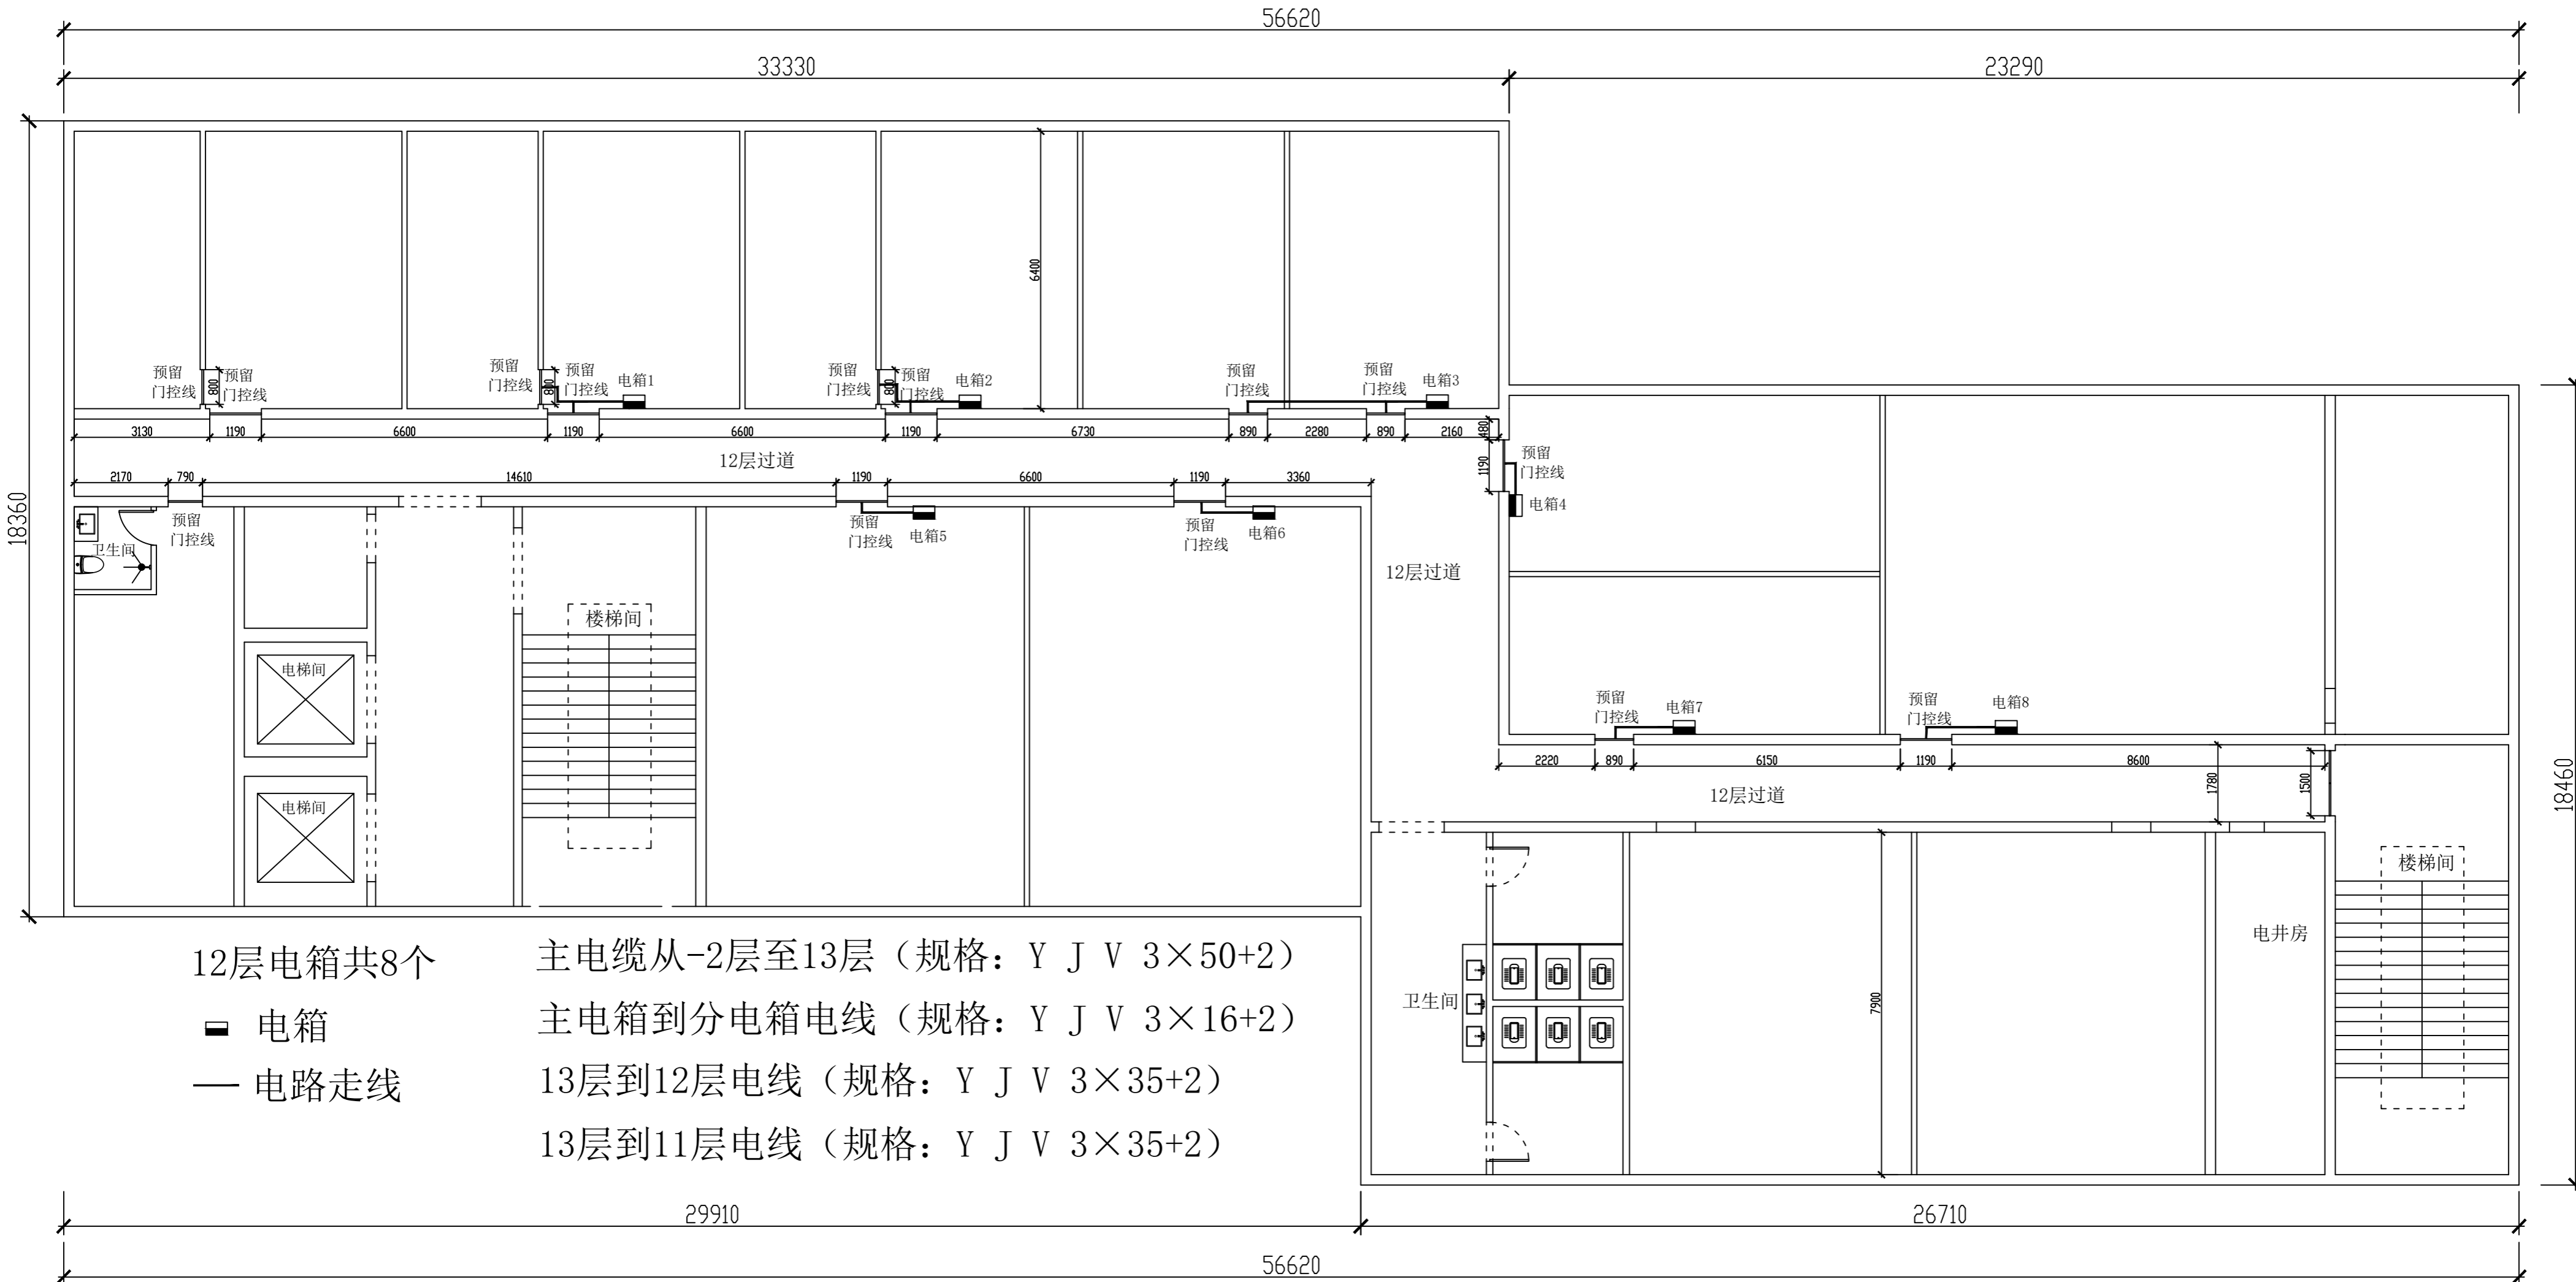 56620
33330
23290
18360
6400
预留
门控线
800
预留
门控线
预留
门控线
800
预留
门控线
电箱1
预留
门控线
800
预留
门控线
电箱2
预留
门控线
预留
门控线
电箱3
3130
1190
6600
1190
6600
1190
6730
890
2280
890
2160
480
1190
12层过道
2170
790
14610
1190
6600
1190
3360
预留
门控线
电箱4
预留
门控线
卫生间
预留
门控线
电箱5
预留
门控线
电箱6
12层过道
楼梯间
电梯间
电梯间
预留
门控线
电箱7
预留
门控线
电箱8
2220
890
6150
1190
8600
1780
1500
12层过道
18460
楼梯间
电井房
卫生间
7900
12层电箱共8个
电箱
电路走线
主电缆从-2层至13层（规格：Y J V 3×50+2）
主电箱到分电箱电线（规格：Y J V 3×16+2）
13层到12层电线（规格：Y J V 3×35+2）
13层到11层电线（规格：Y J V 3×35+2）
29910
26710
56620